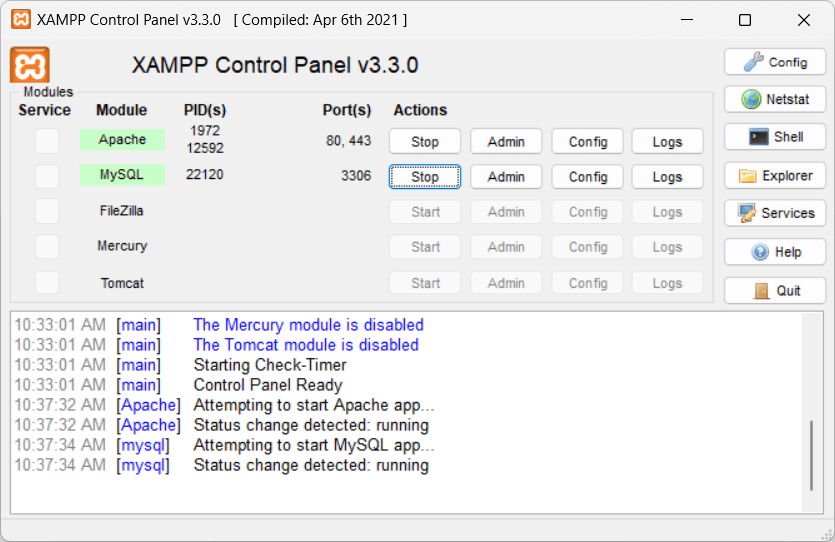 XAMPP Control Panel v3.3.0 [ Compiled: Apr 6th 2021 ]
XAMPP Control Panel v3.3.0
Config
Modules
Service Module PID(s) Port(s) Actions
Netstat
Apache 1972 12592 80, 443 Stop Admin Config Logs
Shell
MySQL 22120 3306 Stop Admin Config Logs
Explorer
FileZilla Start Admin Config Logs
Services
Mercury Start Admin Config Logs
Help
Tomcat Start Admin Config Logs
Quit
10:33:01 AM [main] The Mercury module is disabled
10:33:01 AM [main] The Tomcat module is disabled
10:33:01 AM [main] Starting Check-Timer
10:33:01 AM [main] Control Panel Ready
10:37:32 AM [Apache] Attempting to start Apache app...
10:37:32 AM [Apache] Status change detected: running
10:37:34 AM [mysql] Attempting to start MySQL app...
10:37:34 AM [mysql] Status change detected: running